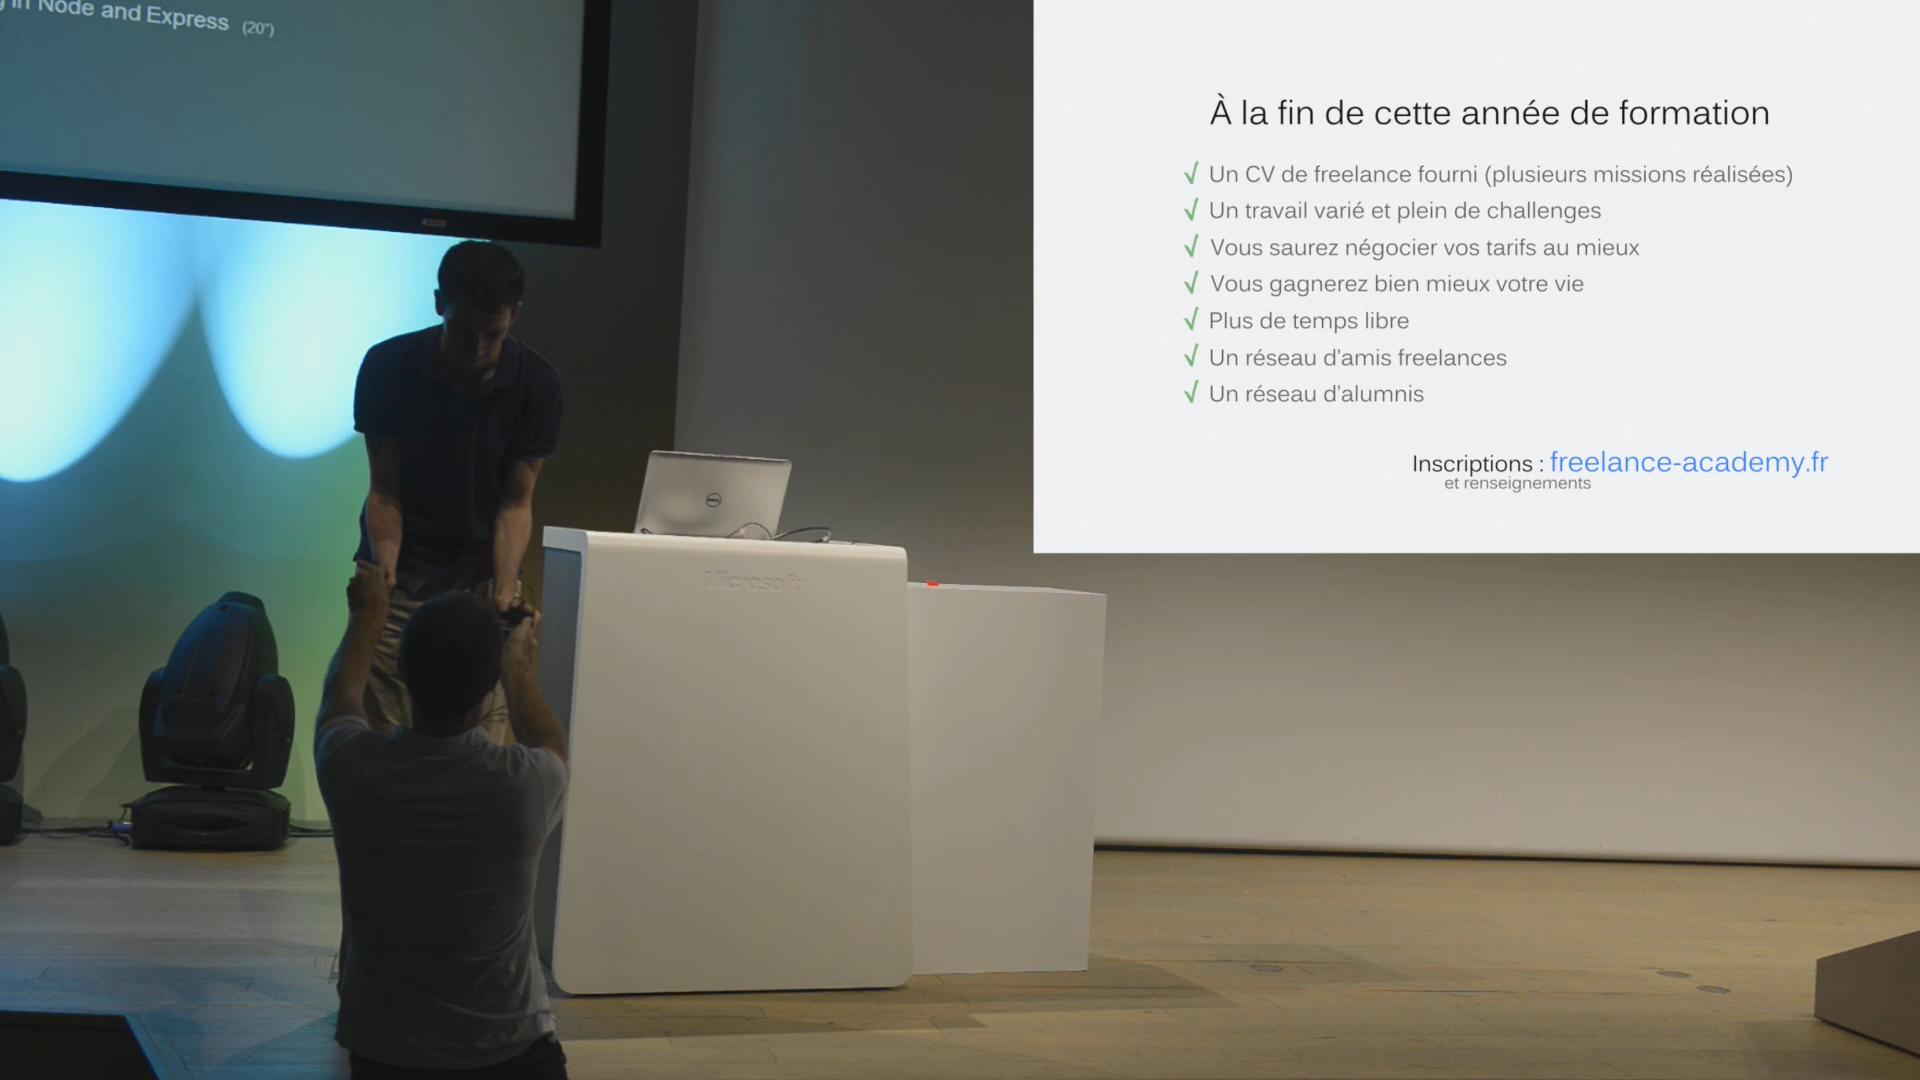 in Node and Express (20")
À la fin de cette année de formation
√ Un CV de freelance fourni (plusieurs missions réalisées)
√ Un travail varié et plein de challenges
√ Vous saurez négocier vos tarifs au mieux
√ Vous gagnerez bien mieux votre vie
√ Plus de temps libre
√ Un réseau d'amis freelances
√ Un réseau d'alumnis
Inscriptions : freelance-academy.fr
et renseignements
DELL
Microsoft